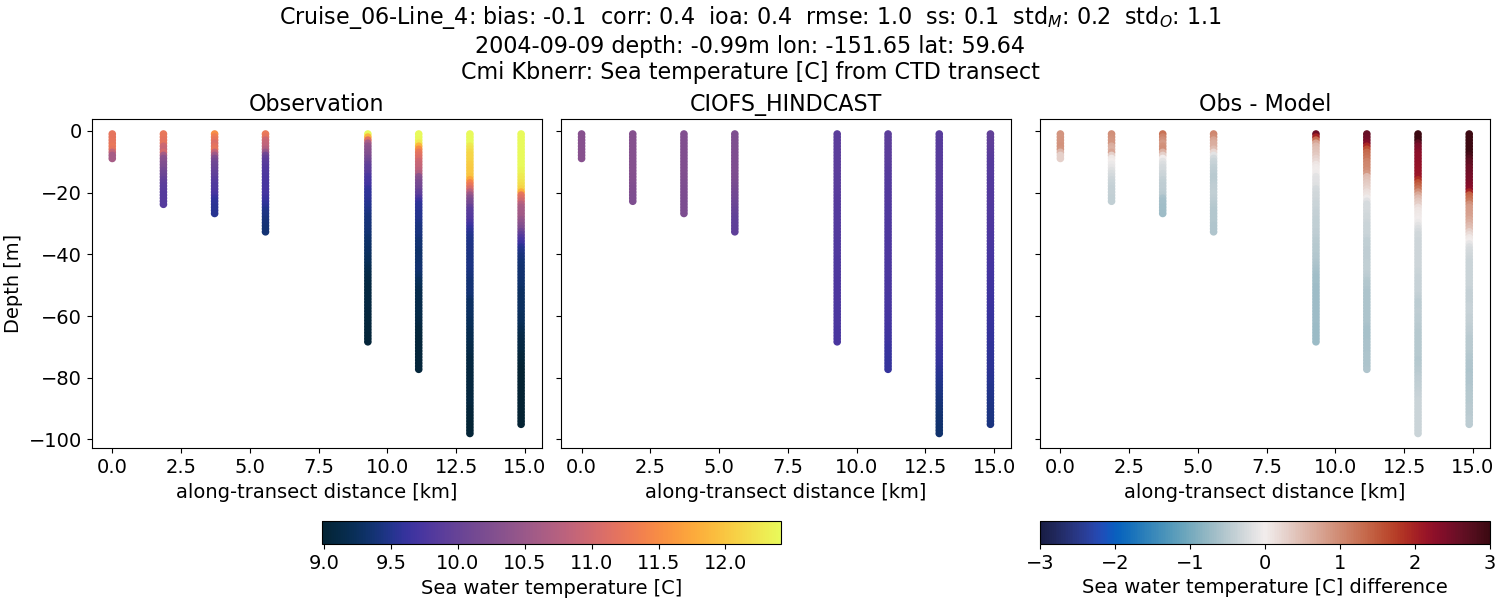 Cruise_06-Line_4: bias: -0.1  corr: 0.4  ioa: 0.4  rmse: 1.0  ss: 0.1  std_M: 0.2  std_O: 1.1
2004-09-09 depth: -0.99m lon: -151.65 lat: 59.64
Cmi Kbnerr: Sea temperature [C] from CTD transect
Observation
CIOFS_HINDCAST
Obs - Model
Depth [m]
0
−20
−40
−60
−80
−100
0.0 2.5 5.0 7.5 10.0 12.5 15.0
along-transect distance [km]
0.0 2.5 5.0 7.5 10.0 12.5 15.0
along-transect distance [km]
0.0 2.5 5.0 7.5 10.0 12.5 15.0
along-transect distance [km]
9.0 9.5 10.0 10.5 11.0 11.5 12.0
Sea water temperature [C]
−3 −2 −1 0 1 2 3
Sea water temperature [C] difference